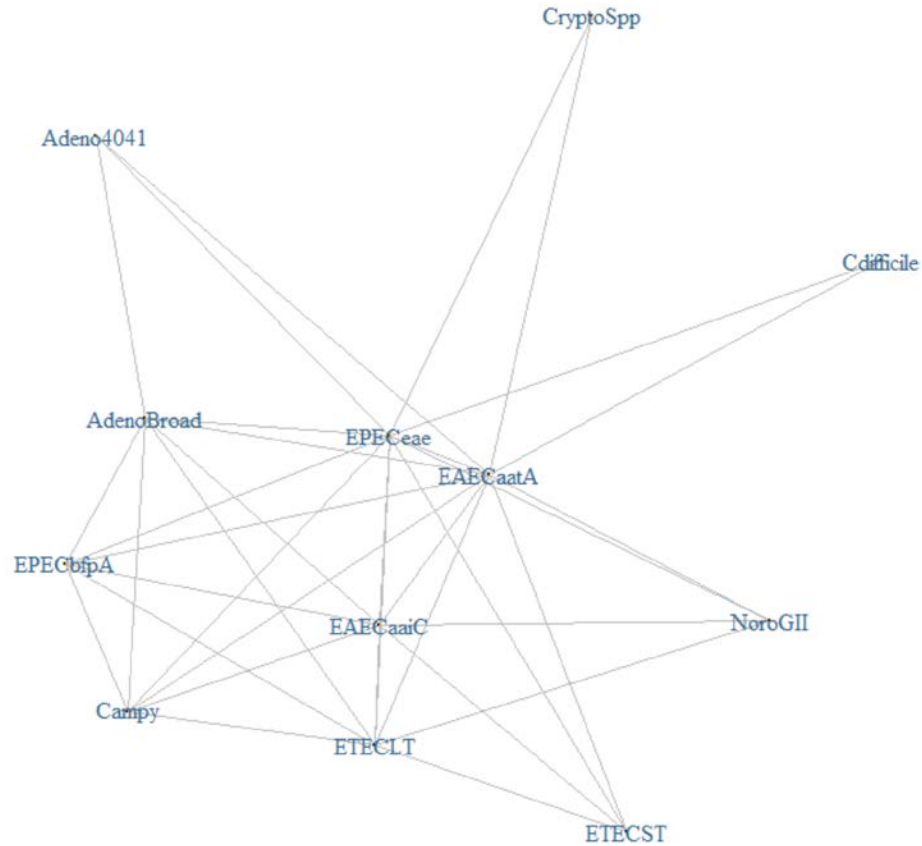 CryptoSpp
Adeno4041
Cdifficile
AdenoBroad
EPECeae
EAECaatA
EPECbfpA
EAECaaiC
NoroGII
Campy
ETECLT
ETECST